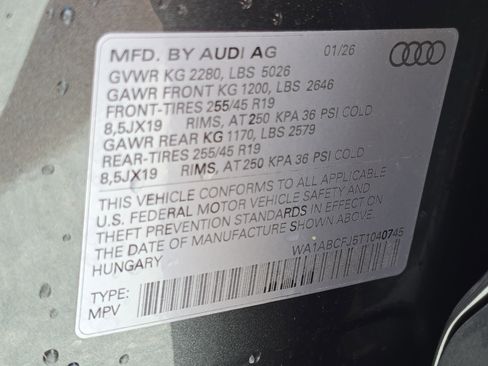 MFD. BY AUDI AG 01/26
GVWR KG 2280, LBS 5026
GAWR FRONT KG 1200, LBS 2646
FRONT-TIRES 255/45 R19
8,5JX19 RIMS, AT 250 KPA 36 PSI COLD
GAWR REAR KG 1170, LBS 2579
REAR-TIRES 255/45 R19
8,5JX19 RIMS, AT 250 KPA 36 PSI COLD
THIS VEHICLE CONFORMS TO ALL APPLICABLE
U.S. FEDERAL MOTOR VEHICLE SAFETY AND
THEFT PREVENTION STANDARDS IN EFFECT ON
THE DATE OF MANUFACTURE SHOWN ABOVE.
HUNGARY WA1ABCFJ6T1040745
TYPE:
MPV